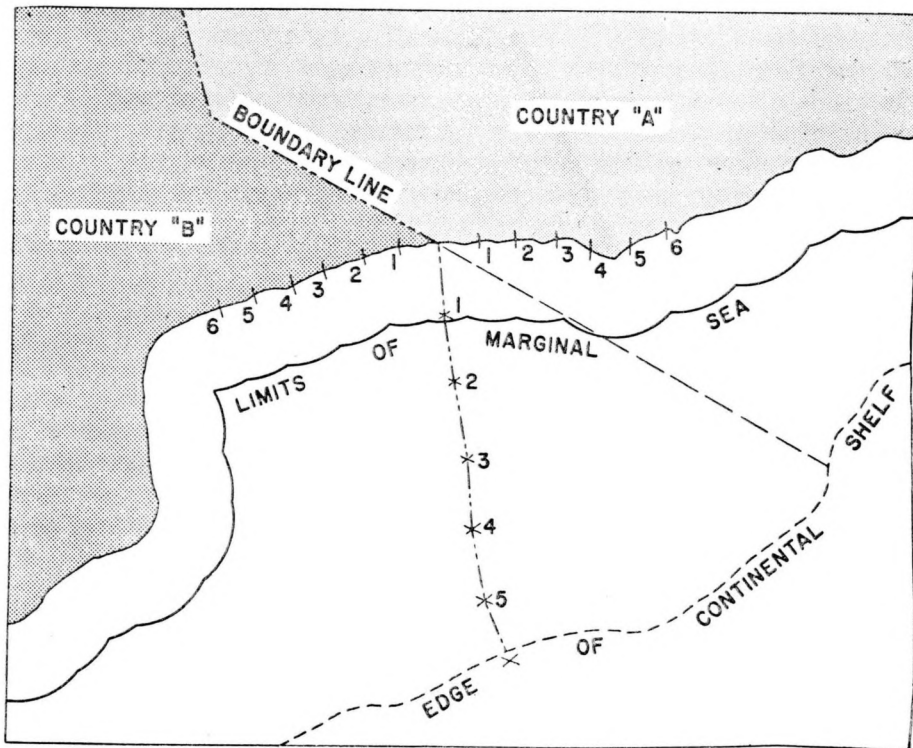 COUNTRY "A"
BOUNDARY LINE
COUNTRY "B"
6 5 4 3 2 1
1 2 3 4 5 6
1
2
3
4
5
LIMITS OF MARGINAL SEA
EDGE OF CONTINENTAL SHELF